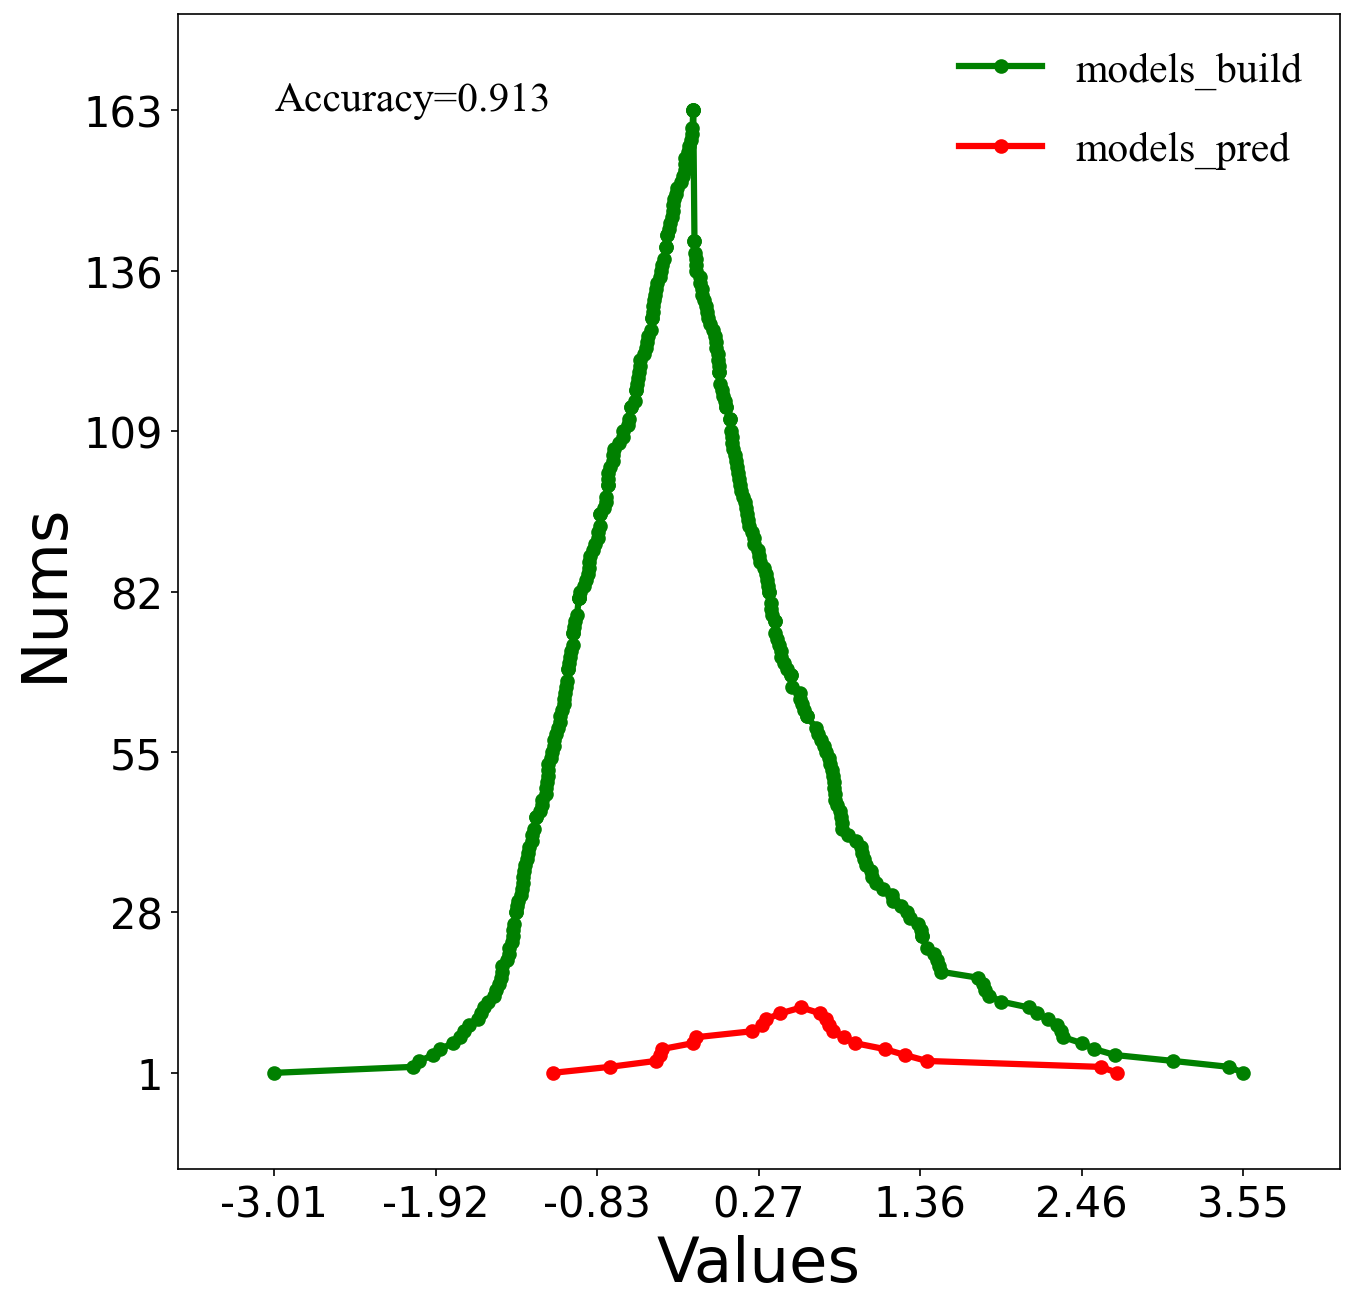 models_build
Accuracy=0.913
models_pred
163
136
109
82
55
28
1
Nums
-3.01 -1.92 -0.83 0.27 1.36 2.46 3.55
Values